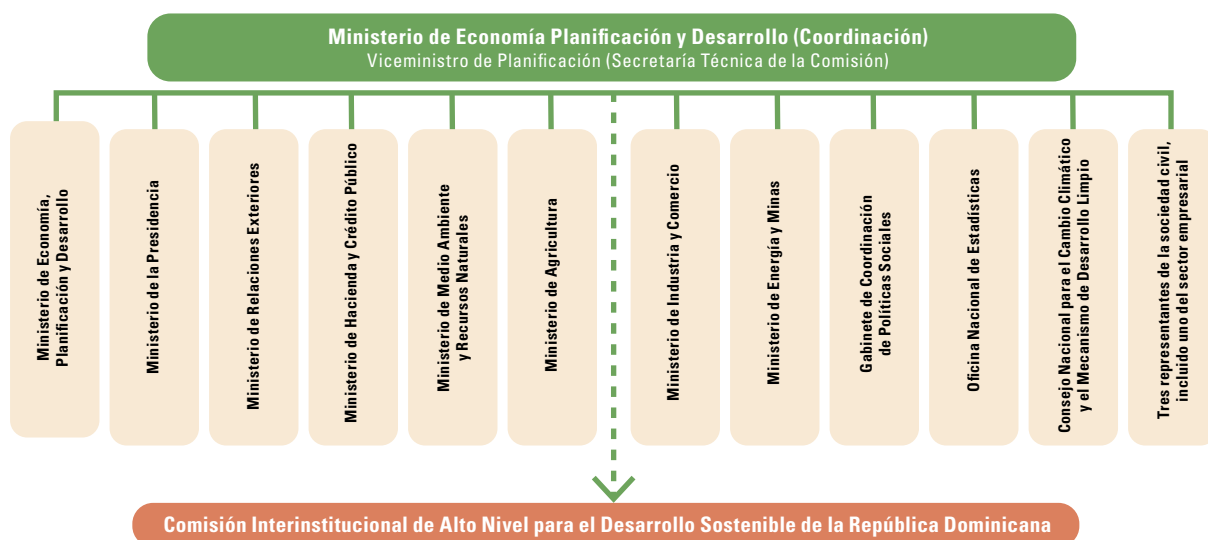 Ministerio de Economía Planificación y Desarrollo (Coordinación)
Viceministro de Planificación (Secretaría Técnica de la Comisión)
Ministerio de Economía,
Planificación y Desarrollo
Ministerio de la Presidencia
Ministerio de Relaciones Exteriores
Ministerio de Hacienda y Crédito Público
Ministerio de Medio Ambiente
y Recursos Naturales
Ministerio de Agricultura
Ministerio de Industria y Comercio
Ministerio de Energía y Minas
Gabinete de Coordinación
de Políticas Sociales
Oficina Nacional de Estadísticas
Consejo Nacional para el Cambio Climático
y el Mecanismo de Desarrollo Limpio
Tres representantes de la sociedad civil,
incluido uno del sector empresarial
Comisión Interinstitucional de Alto Nivel para el Desarrollo Sostenible de la República Dominicana